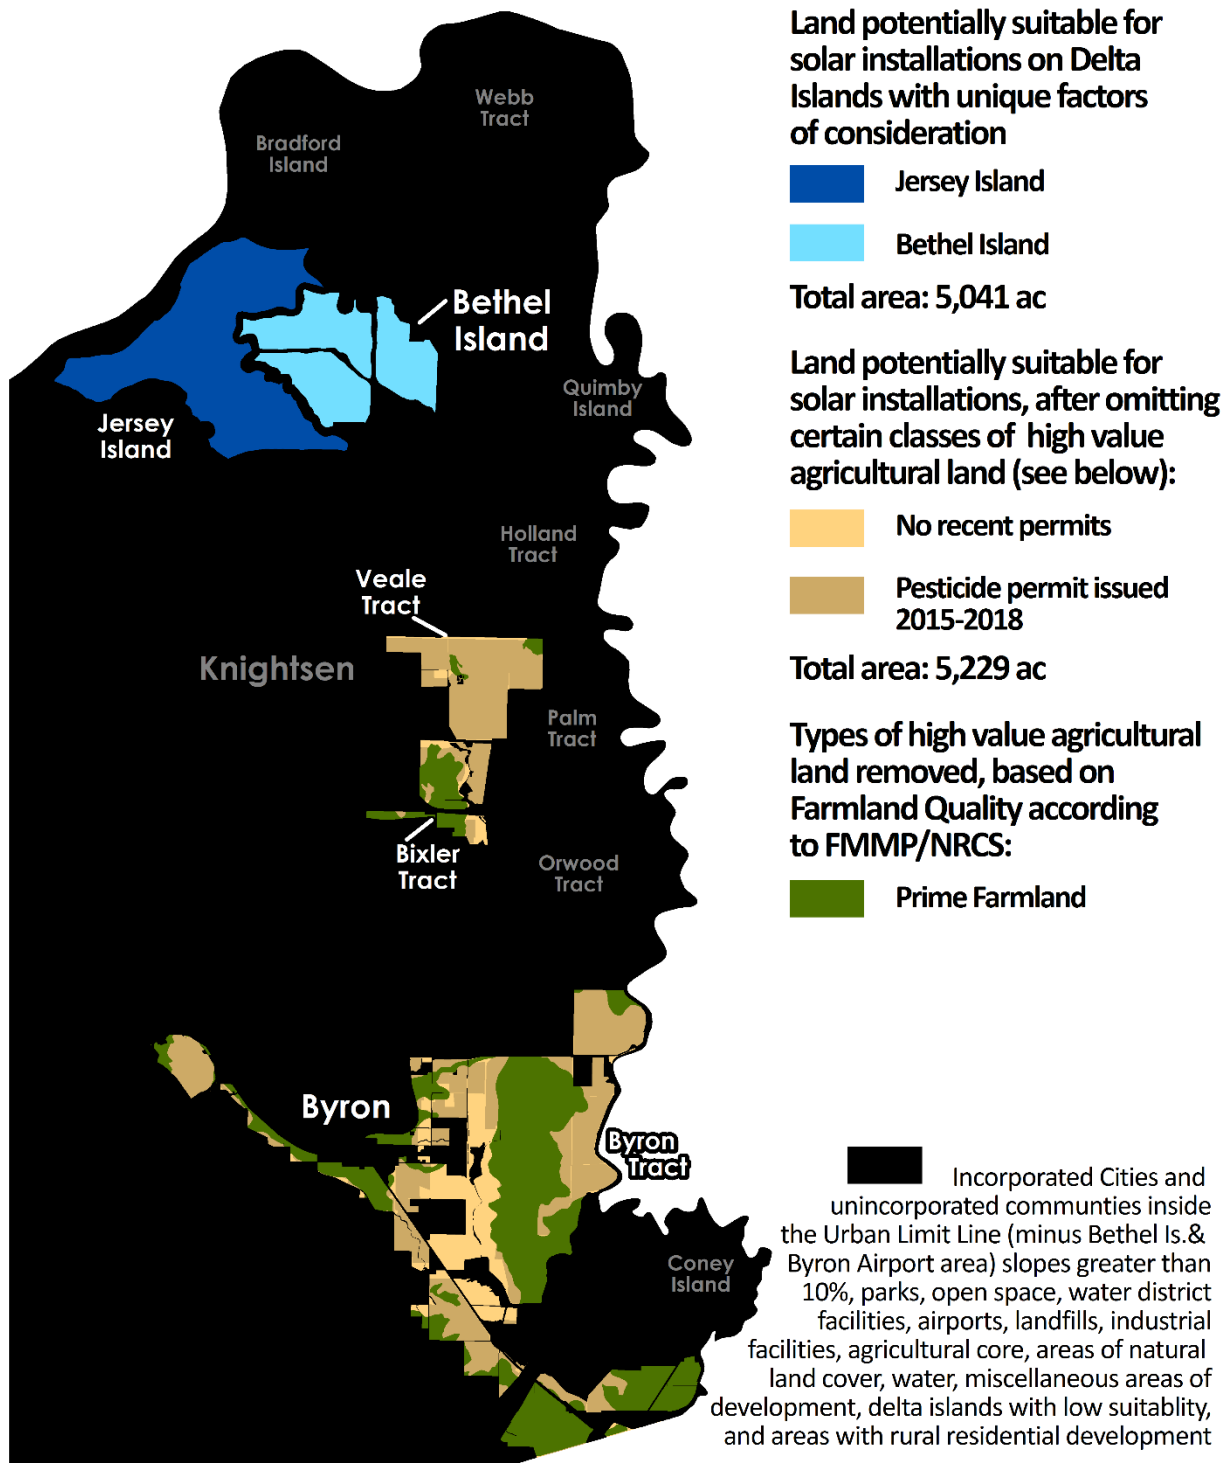 Land potentially suitable for
solar installations on Delta
Islands with unique factors
of consideration
Jersey Island
Bethel Island
Total area: 5,041 ac
Land potentially suitable for
solar installations, after omitting
certain classes of high value
agricultural land (see below):
No recent permits
Pesticide permit issued
2015-2018
Total area: 5,229 ac
Types of high value agricultural
land removed, based on
Farmland Quality according
to FMMP/NRCS:
Prime Farmland
Incorporated Cities and
unincorporated communties inside
the Urban Limit Line (minus Bethel Is.&
Byron Airport area) slopes greater than
10%, parks, open space, water district
facilities, airports, landfills, industrial
facilities, agricultural core, areas of natural
land cover, water, miscellaneous areas of
development, delta islands with low suitablity,
and areas with rural residential development
Webb
Tract
Bradford
Island
Bethel
Island
Quimby
Island
Jersey
Island
Holland
Tract
Veale
Tract
Knightsen
Palm
Tract
Bixler
Tract
Orwood
Tract
Byron
Byron
Tract
Coney
Island